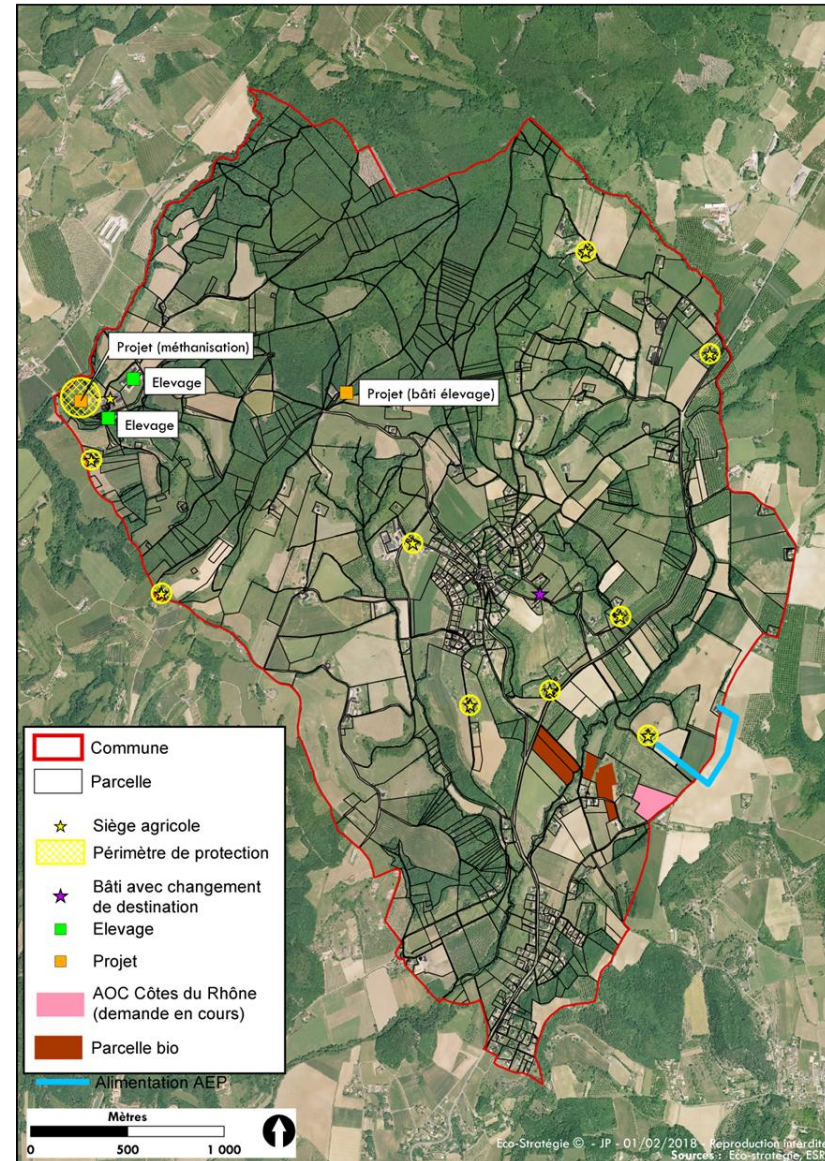 Projet (méthanisation)
Elevage
Projet (bâti élevage)
Elevage
Commune
Parcelle
Siège agricole
Périmètre de protection
Bâti avec changement
de destination
Elevage
Projet
AOC Côtes du Rhône
(demande en cours)
Parcelle bio
Alimentation AEP
Mètres
0 500 1 000
Eco-Stratégie © - JP - 01/02/2018 - Reproduction interdite
Sources : Eco-stratégie, ESRI